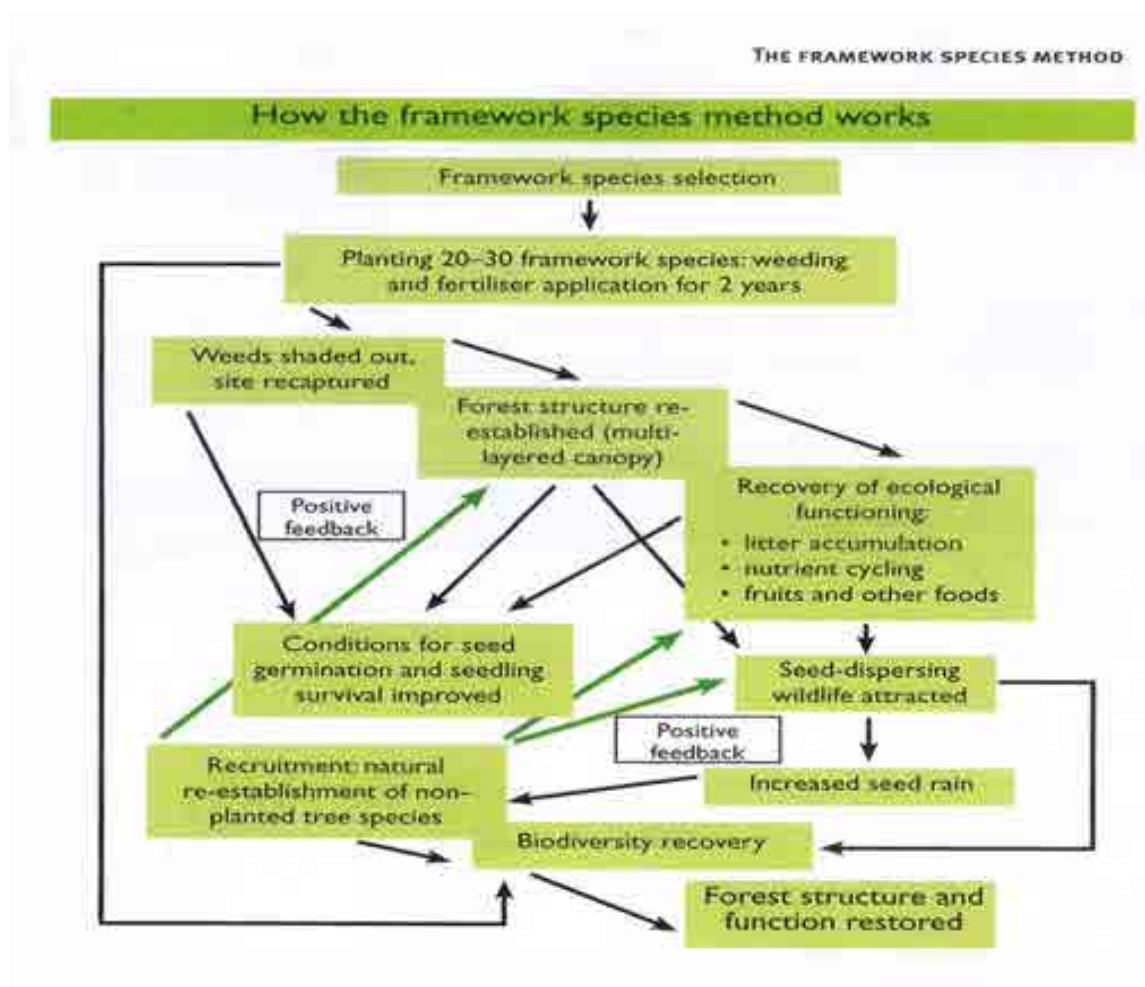 THE FRAMEWORK SPECIES METHOD
How the framework species method works
Framework species selection
Planting 20–30 framework species: weeding
and fertiliser application for 2 years
Weeds shaded out,
site recaptured
Forest structure re-
established (multi-
layered canopy)
Recovery of ecological
functioning:
• litter accumulation
• nutrient cycling
• fruits and other foods
Positive
feedback
Conditions for seed
germination and seedling
survival improved
Seed-dispersing
wildlife attracted
Positive
feedback
Recruitment: natural
re-establishment of non-
planted tree species
Increased seed rain
Biodiversity recovery
Forest structure and
function restored